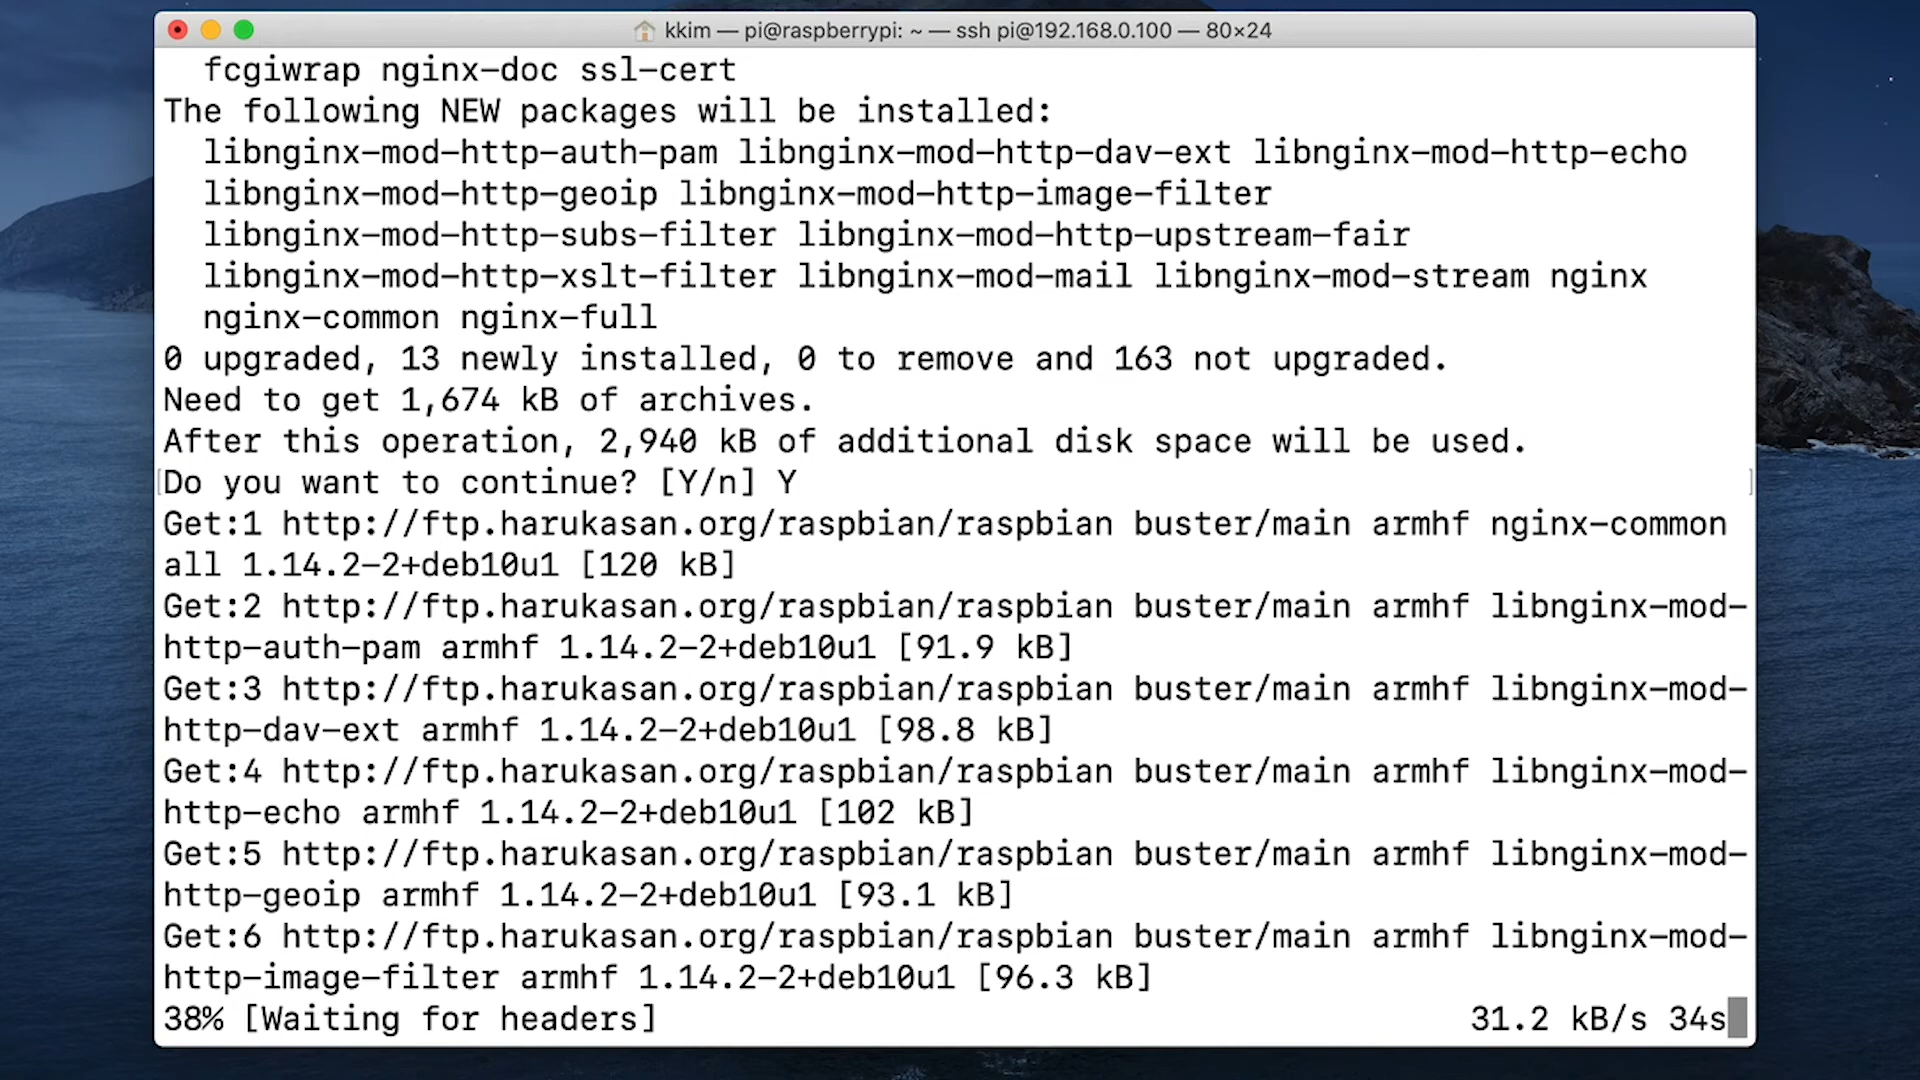 kkim — pi@raspberrypi: ~ — ssh pi@192.168.0.100 — 80×24
fcgiwrap nginx-doc ssl-cert
The following NEW packages will be installed:
libnginx-mod-http-auth-pam libnginx-mod-http-dav-ext libnginx-mod-http-echo
libnginx-mod-http-geoip libnginx-mod-http-image-filter
libnginx-mod-http-subs-filter libnginx-mod-http-upstream-fair
libnginx-mod-http-xslt-filter libnginx-mod-mail libnginx-mod-stream nginx
nginx-common nginx-full
0 upgraded, 13 newly installed, 0 to remove and 163 not upgraded.
Need to get 1,674 kB of archives.
After this operation, 2,940 kB of additional disk space will be used.
Do you want to continue? [Y/n] Y
Get:1 http://ftp.harukasan.org/raspbian/raspbian buster/main armhf nginx-common
all 1.14.2-2+deb10u1 [120 kB]
Get:2 http://ftp.harukasan.org/raspbian/raspbian buster/main armhf libnginx-mod-
http-auth-pam armhf 1.14.2-2+deb10u1 [91.9 kB]
Get:3 http://ftp.harukasan.org/raspbian/raspbian buster/main armhf libnginx-mod-
http-dav-ext armhf 1.14.2-2+deb10u1 [98.8 kB]
Get:4 http://ftp.harukasan.org/raspbian/raspbian buster/main armhf libnginx-mod-
http-echo armhf 1.14.2-2+deb10u1 [102 kB]
Get:5 http://ftp.harukasan.org/raspbian/raspbian buster/main armhf libnginx-mod-
http-geoip armhf 1.14.2-2+deb10u1 [93.1 kB]
Get:6 http://ftp.harukasan.org/raspbian/raspbian buster/main armhf libnginx-mod-
http-image-filter armhf 1.14.2-2+deb10u1 [96.3 kB]
38% [Waiting for headers] 31.2 kB/s 34s